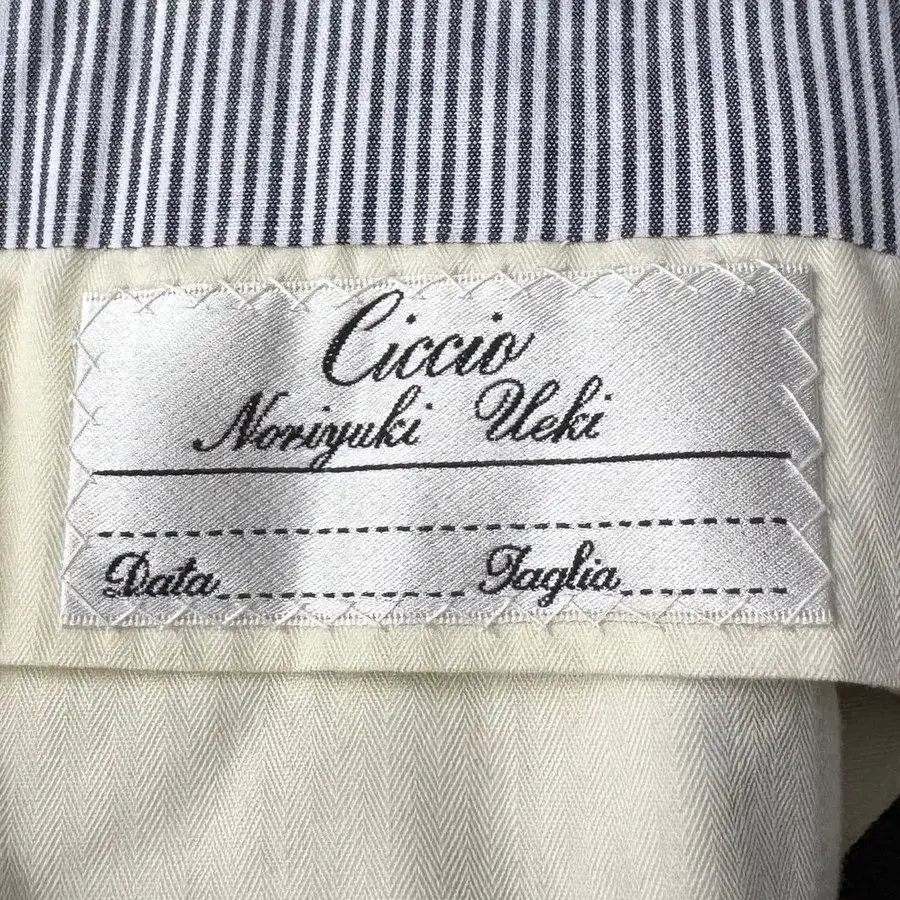 Ciccio
Noriyuki Ueki
Data Taglia